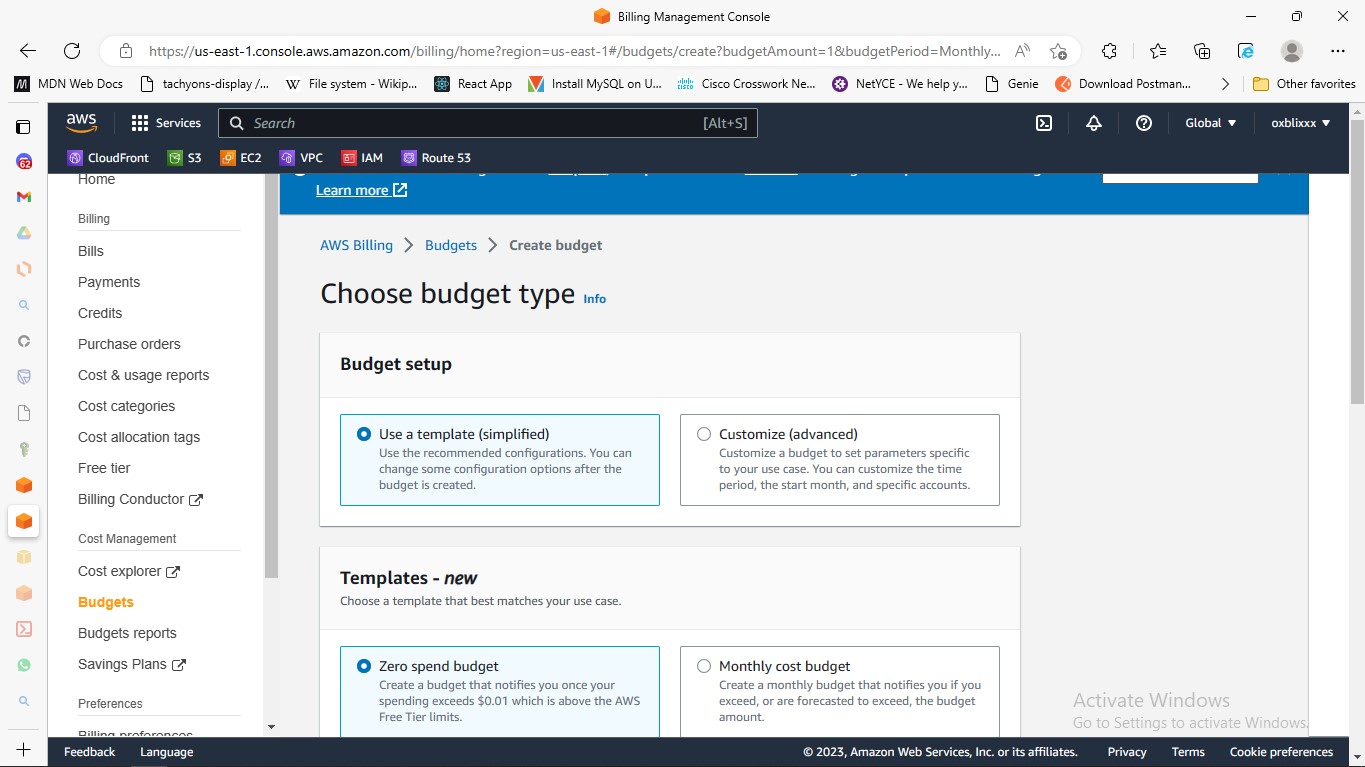 Billing Management Console
https://us-east-1.console.aws.amazon.com/billing/home?region=us-east-1#/budgets/create?budgetAmount=1&budgetPeriod=Monthly...
MDN Web Docs
tachyons-display /...
File system - Wikip...
React App
Install MySQL on U...
Cisco Crosswork Ne...
NetYCE - We help y...
Genie
Download Postman...
Other favorites
aws
Services
Search
[Alt+S]
Global
oxblixxx
CloudFront
S3
EC2
VPC
IAM
Route 53
62
Home
Billing
Bills
Payments
Credits
Purchase orders
Cost & usage reports
Cost categories
Cost allocation tags
Free tier
Billing Conductor
Cost Management
Cost explorer
Budgets
Budgets reports
Savings Plans
Preferences
Billing preferences
Learn more
AWS Billing
Budgets
Create budget
Choose budget type Info
Budget setup
Use a template (simplified)
Use the recommended configurations. You can
change some configuration options after the
budget is created.
Customize (advanced)
Customize a budget to set parameters specific
to your use case. You can customize the time
period, the start month, and specific accounts.
Templates - new
Choose a template that best matches your use case.
Zero spend budget
Create a budget that notifies you once your
spending exceeds $0.01 which is above the AWS
Free Tier limits.
Monthly cost budget
Create a monthly budget that notifies you if you
exceed, or are forecasted to exceed, the budget
amount.
Activate Windows
Go to Settings to activate Windows.
Feedback
Language
© 2023, Amazon Web Services, Inc. or its affiliates.
Privacy
Terms
Cookie preferences